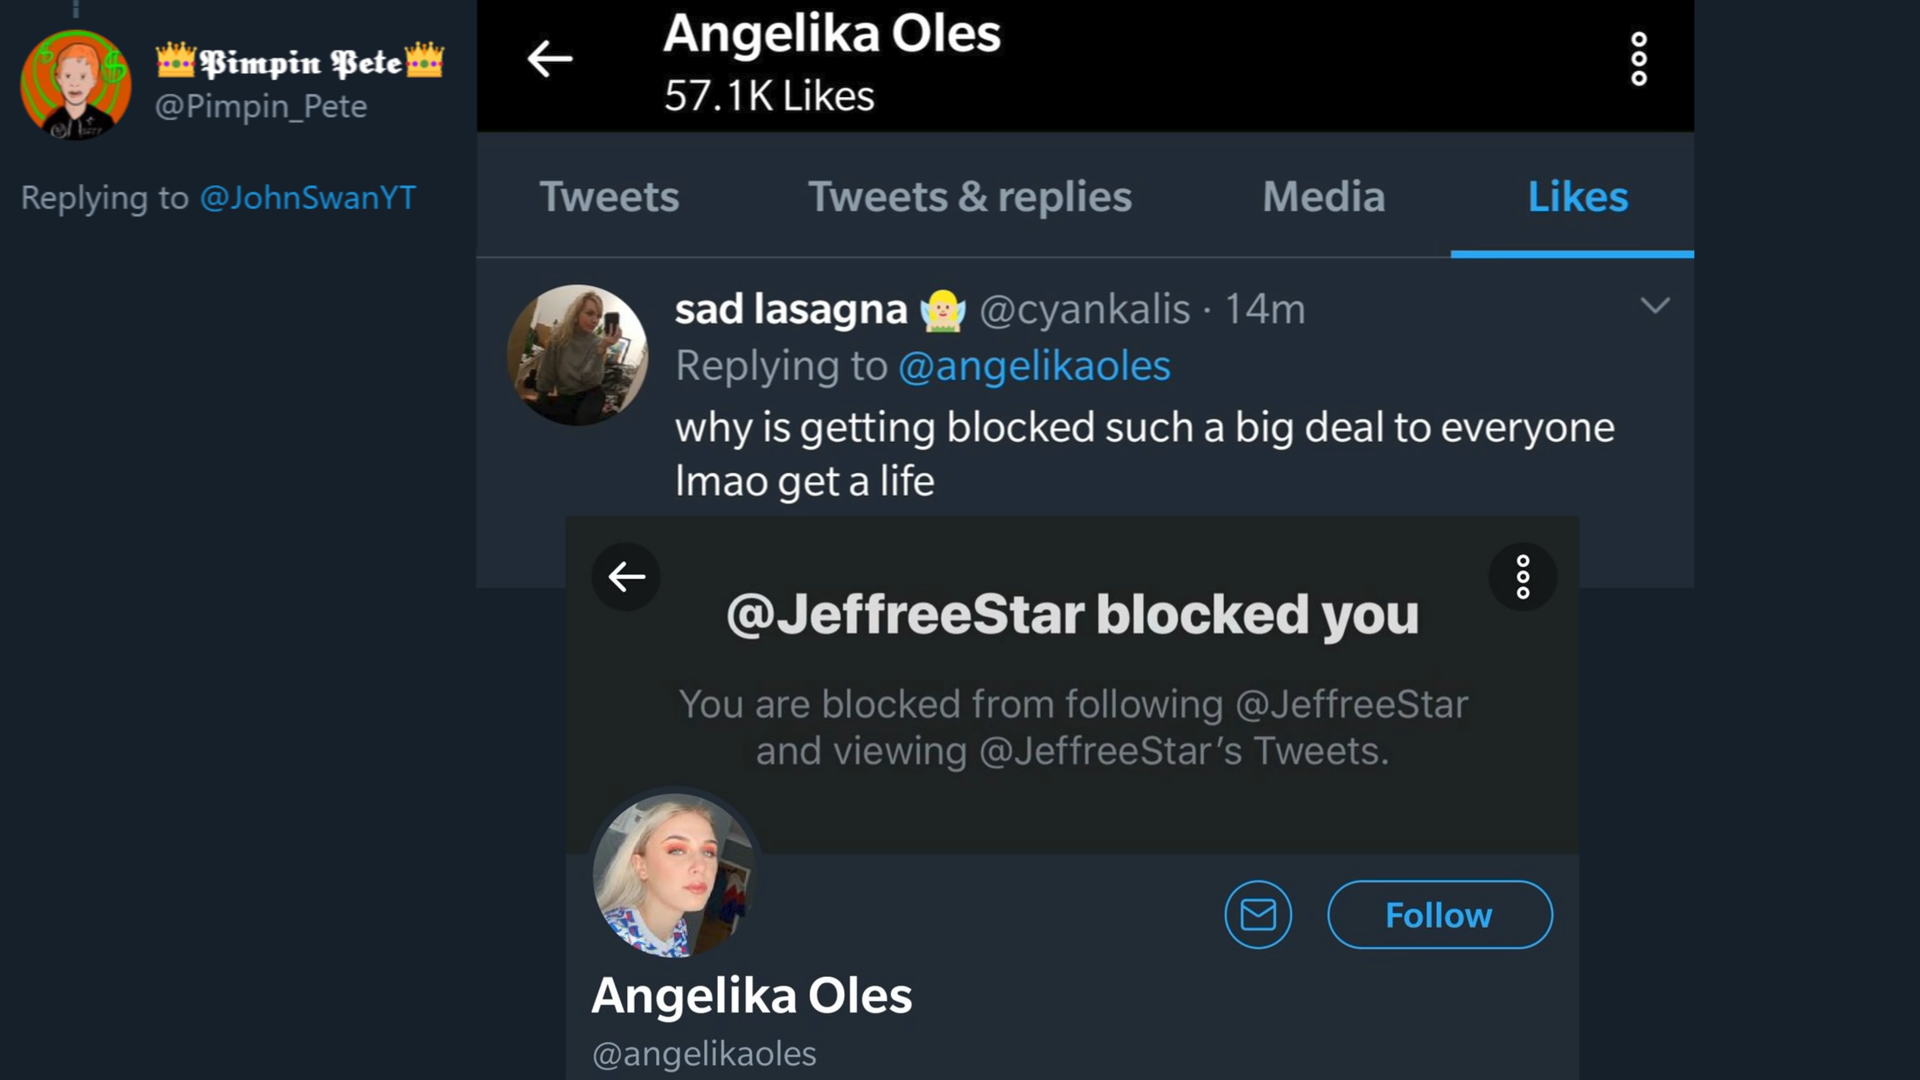 👑𝕻𝖎𝖒𝖕𝖎𝖓 𝕻𝖊𝖙𝖊👑
@Pimpin_Pete
Replying to @JohnSwanYT
Angelika Oles
57.1K Likes
Tweets Tweets & replies Media Likes
sad lasagna @cyankalis · 14m
Replying to @angelikaoles
why is getting blocked such a big deal to everyone
lmao get a life
@JeffreeStar blocked you
You are blocked from following @JeffreeStar
and viewing @JeffreeStar's Tweets.
Follow
Angelika Oles
@angelikaoles